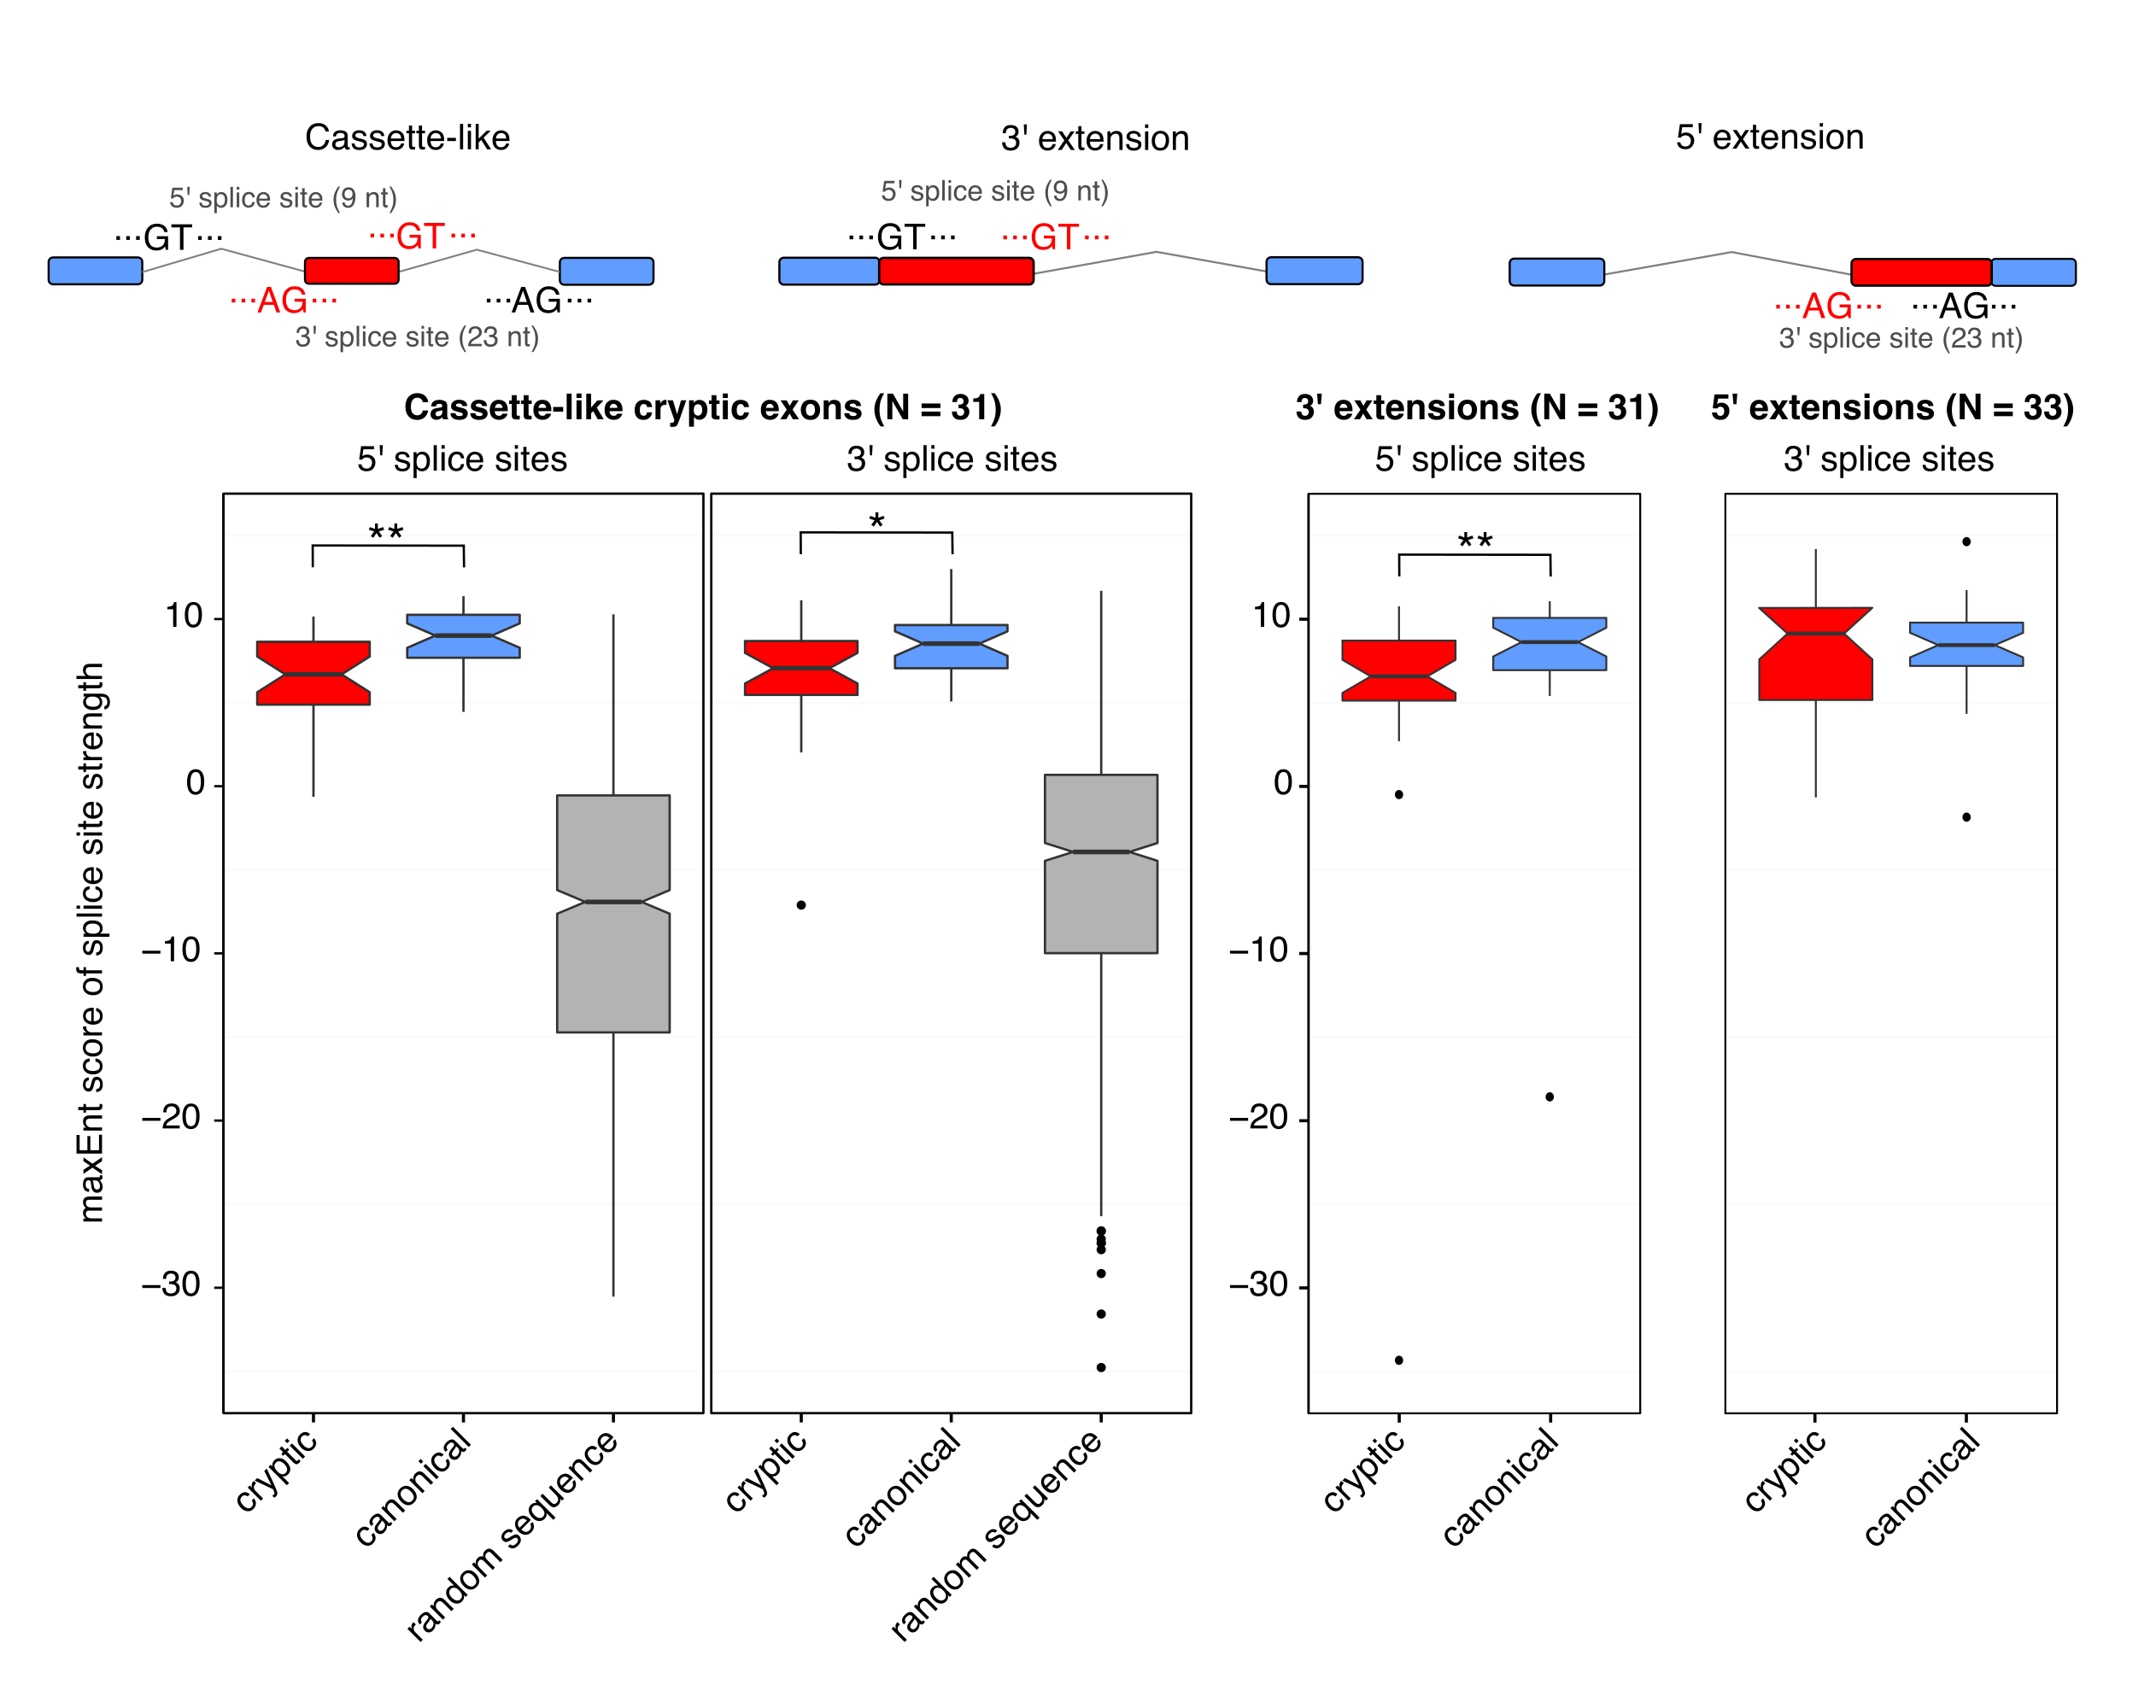 Cassette-like
3' extension
5' extension
5' splice site (9 nt)
5' splice site (9 nt)
···GT···
···GT···
···GT···
···GT···
···AG···
···AG···
···AG···
···AG···
3' splice site (23 nt)
3' splice site (23 nt)
Cassette-like cryptic exons (N = 31)
3' extensions (N = 31)
5' extensions (N = 33)
5' splice sites
3' splice sites
5' splice sites
3' splice sites
**
*
**
maxEnt score of splice site strength
10
0
−10
−20
−30
10
0
−10
−20
−30
cryptic
canonical
random sequence
cryptic
canonical
random sequence
cryptic
canonical
cryptic
canonical